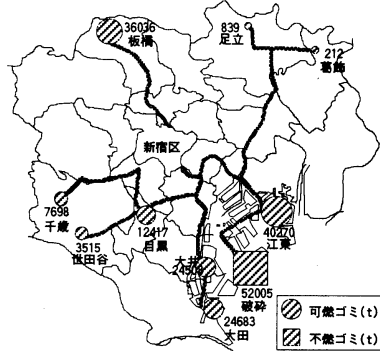 36036
板橋
839
足立
212
葛飾
新宿区
7698
千歳
3515
世田谷
12417
目黒
大井
40270
江東
52005
破砕
24683
大田
可燃ゴミ(t)
不燃ゴミ(t)